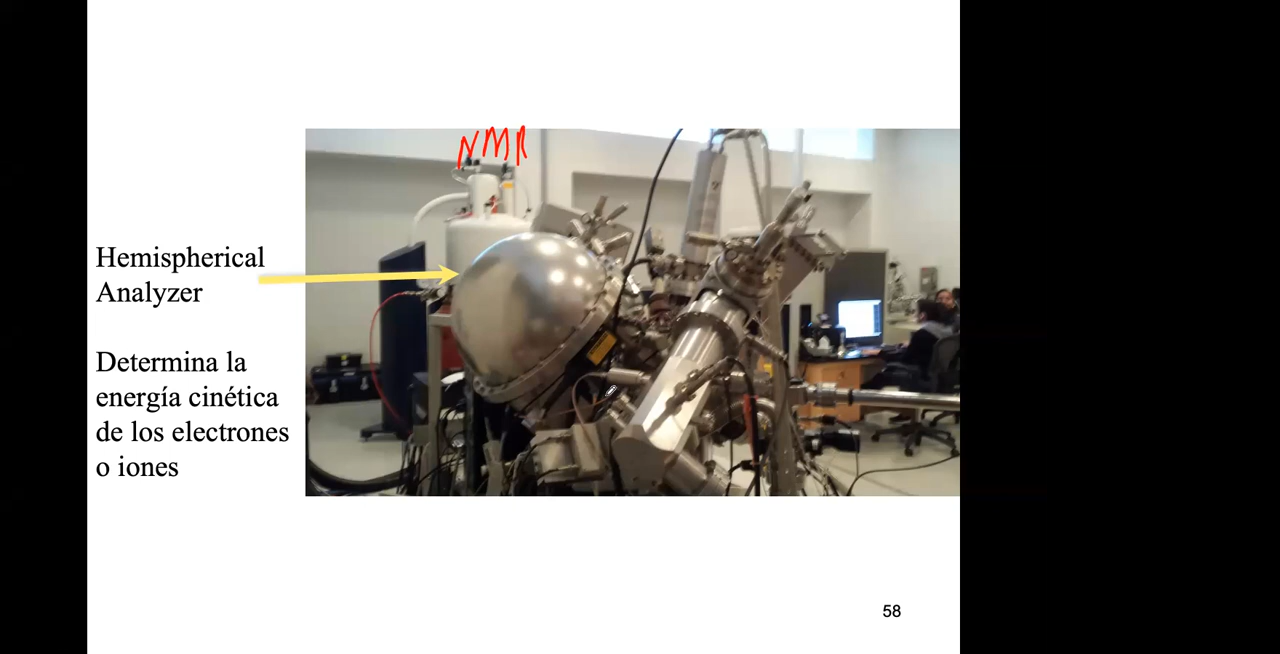 NMR
Hemispherical
Analyzer
Determina la
energía cinética
de los electrones
o iones
58